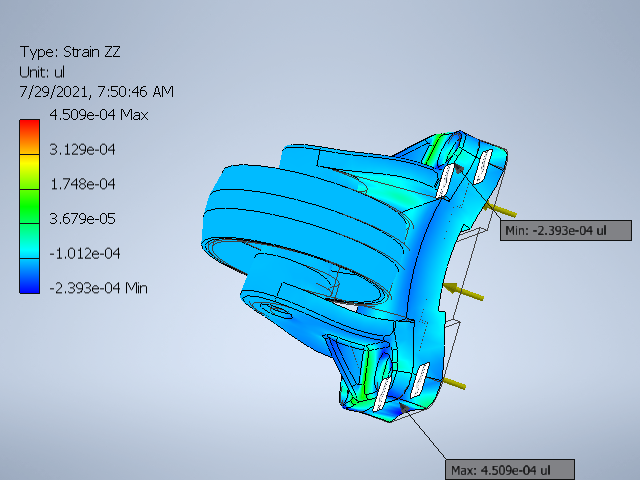 Type: Strain ZZ
Unit: ul
7/29/2021, 7:50:46 AM
4.509e-04 Max
3.129e-04
1.748e-04
3.679e-05
-1.012e-04
-2.393e-04 Min
Min: -2.393e-04 ul
Max: 4.509e-04 ul